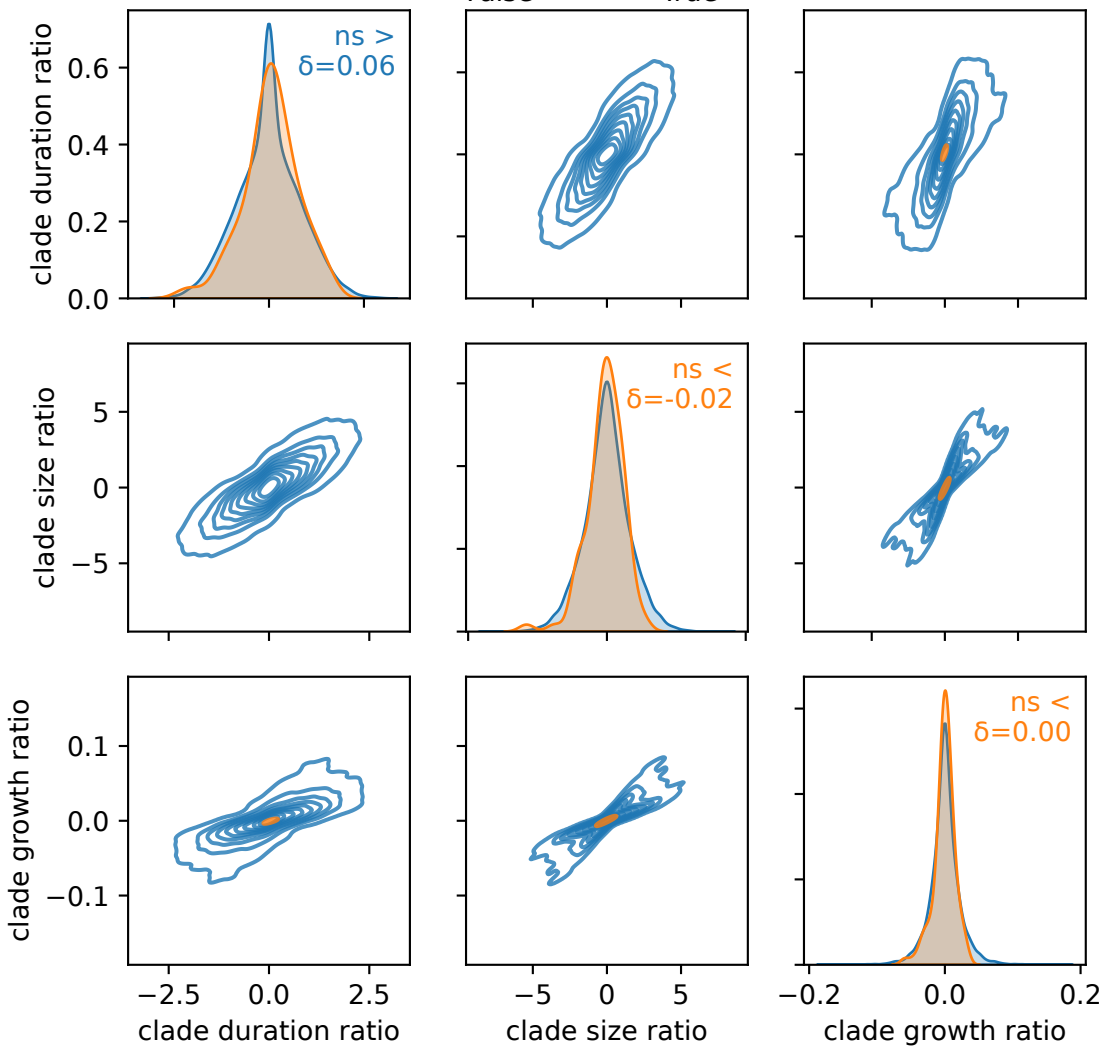 clade duration ratio
0.6
0.4
0.2
0.0
ns >
δ=0.06
clade size ratio
5
0
−5
ns <
δ=-0.02
clade growth ratio
0.1
0.0
−0.1
ns <
δ=0.00
−2.5 0.0 2.5
−5 0 5
−0.2 0.0 0.2
clade duration ratio
clade size ratio
clade growth ratio